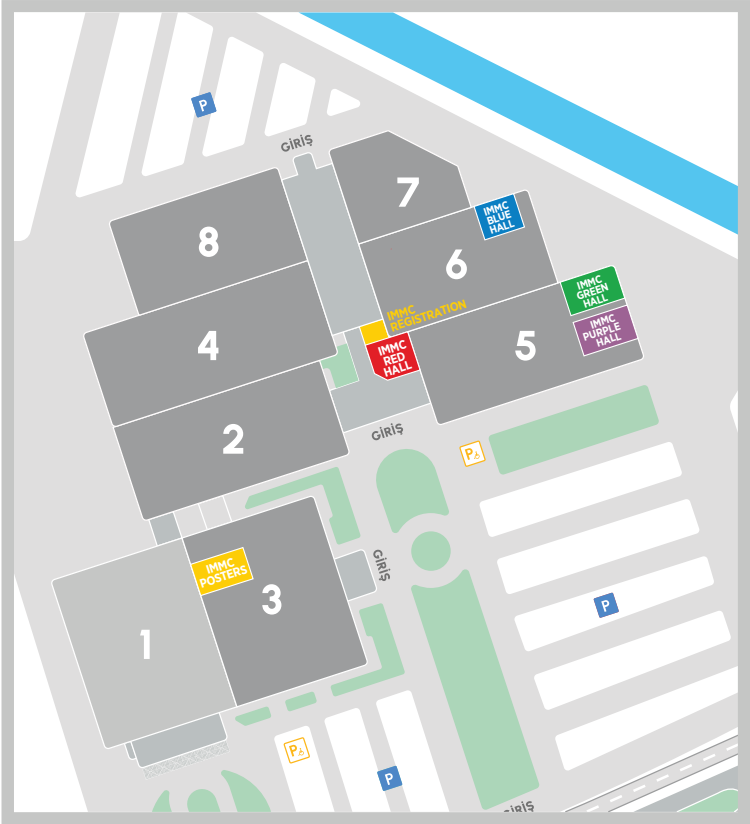 P
GİRİŞ
7
8
IMMC
BLUE
HALL
6
IMMC
GREEN
HALL
IMMC
REGISTRATION
IMMC
PURPLE
HALL
4
5
IMMC
RED
HALL
2
GİRİŞ
P
GİRİŞ
IMMC
POSTERS
3
P
1
P
P
GİRİŞ